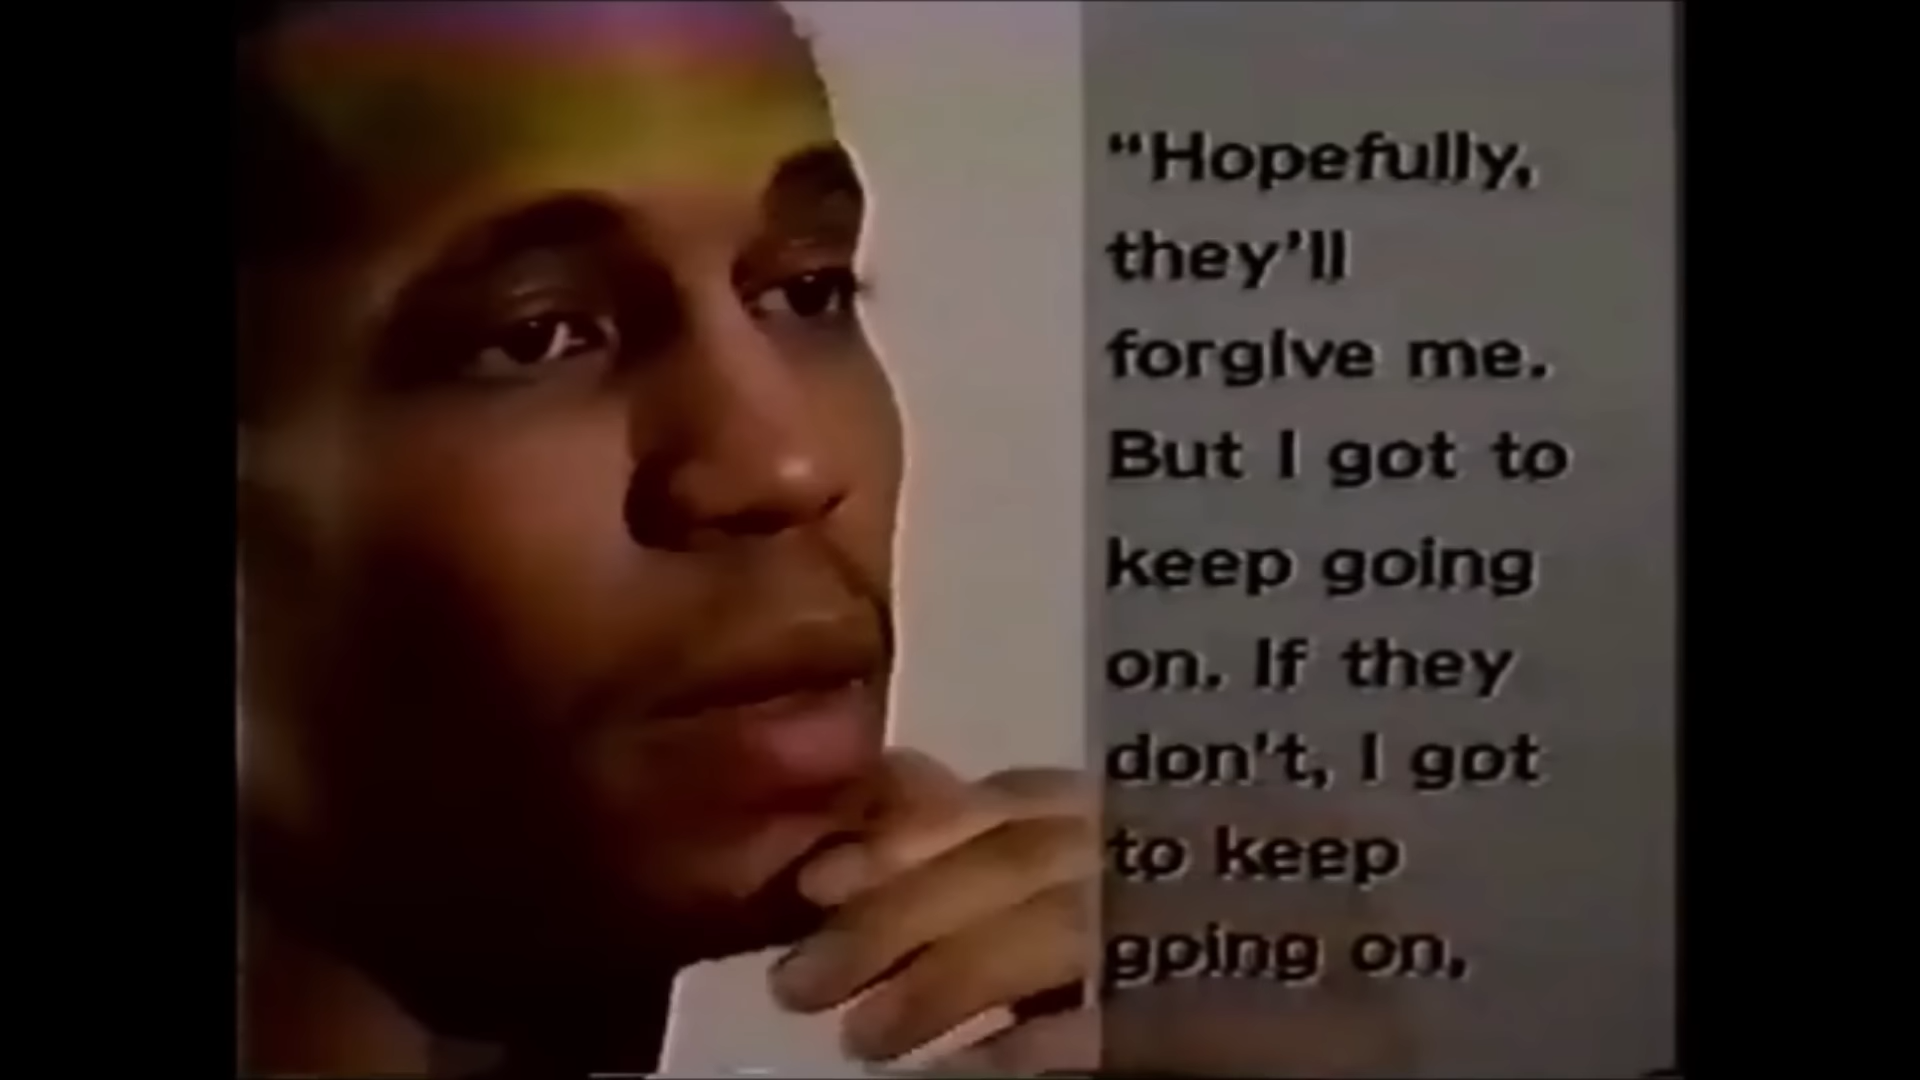 “Hopefully,
they’ll
forgive me.
But I got to
keep going
on. If they
don't, I got
to keep
going on,